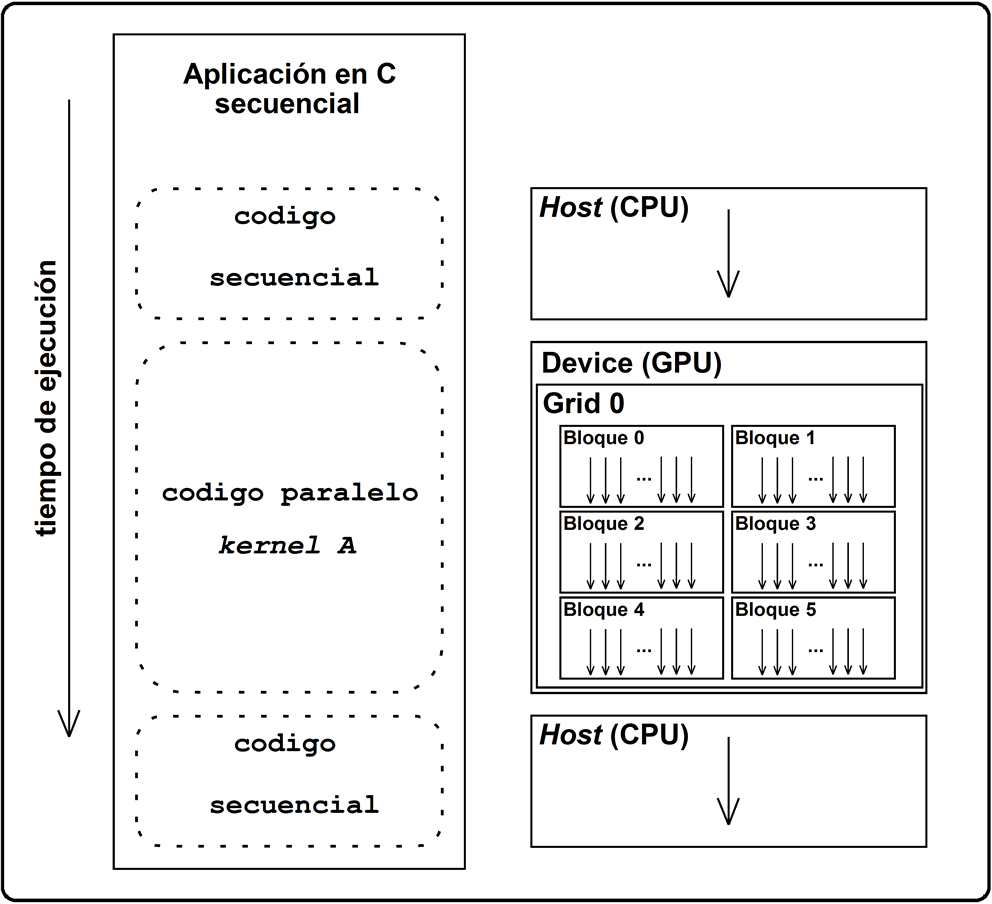 Aplicación en C
secuencial
tiempo de ejecución
codigo
secuencial
Host (CPU)
codigo paralelo
kernel A
Device (GPU)
Grid 0
Bloque 0
...
Bloque 1
...
Bloque 2
...
Bloque 3
...
Bloque 4
...
Bloque 5
...
codigo
secuencial
Host (CPU)